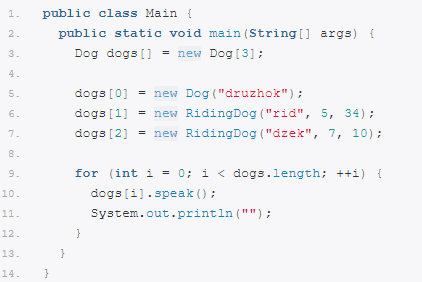 1. public class Main {
2. public static void main(String[] args) {
3. Dog dogs[] = new Dog[3];
4.
5. dogs[0] = new Dog("druzhok");
6. dogs[1] = new RidingDog("rid", 5, 34);
7. dogs[2] = new RidingDog("dzek", 7, 10);
8.
9. for (int i = 0; i < dogs.length; ++i) {
10. dogs[i].speak();
11. System.out.println("");
12. }
13. }
14. }